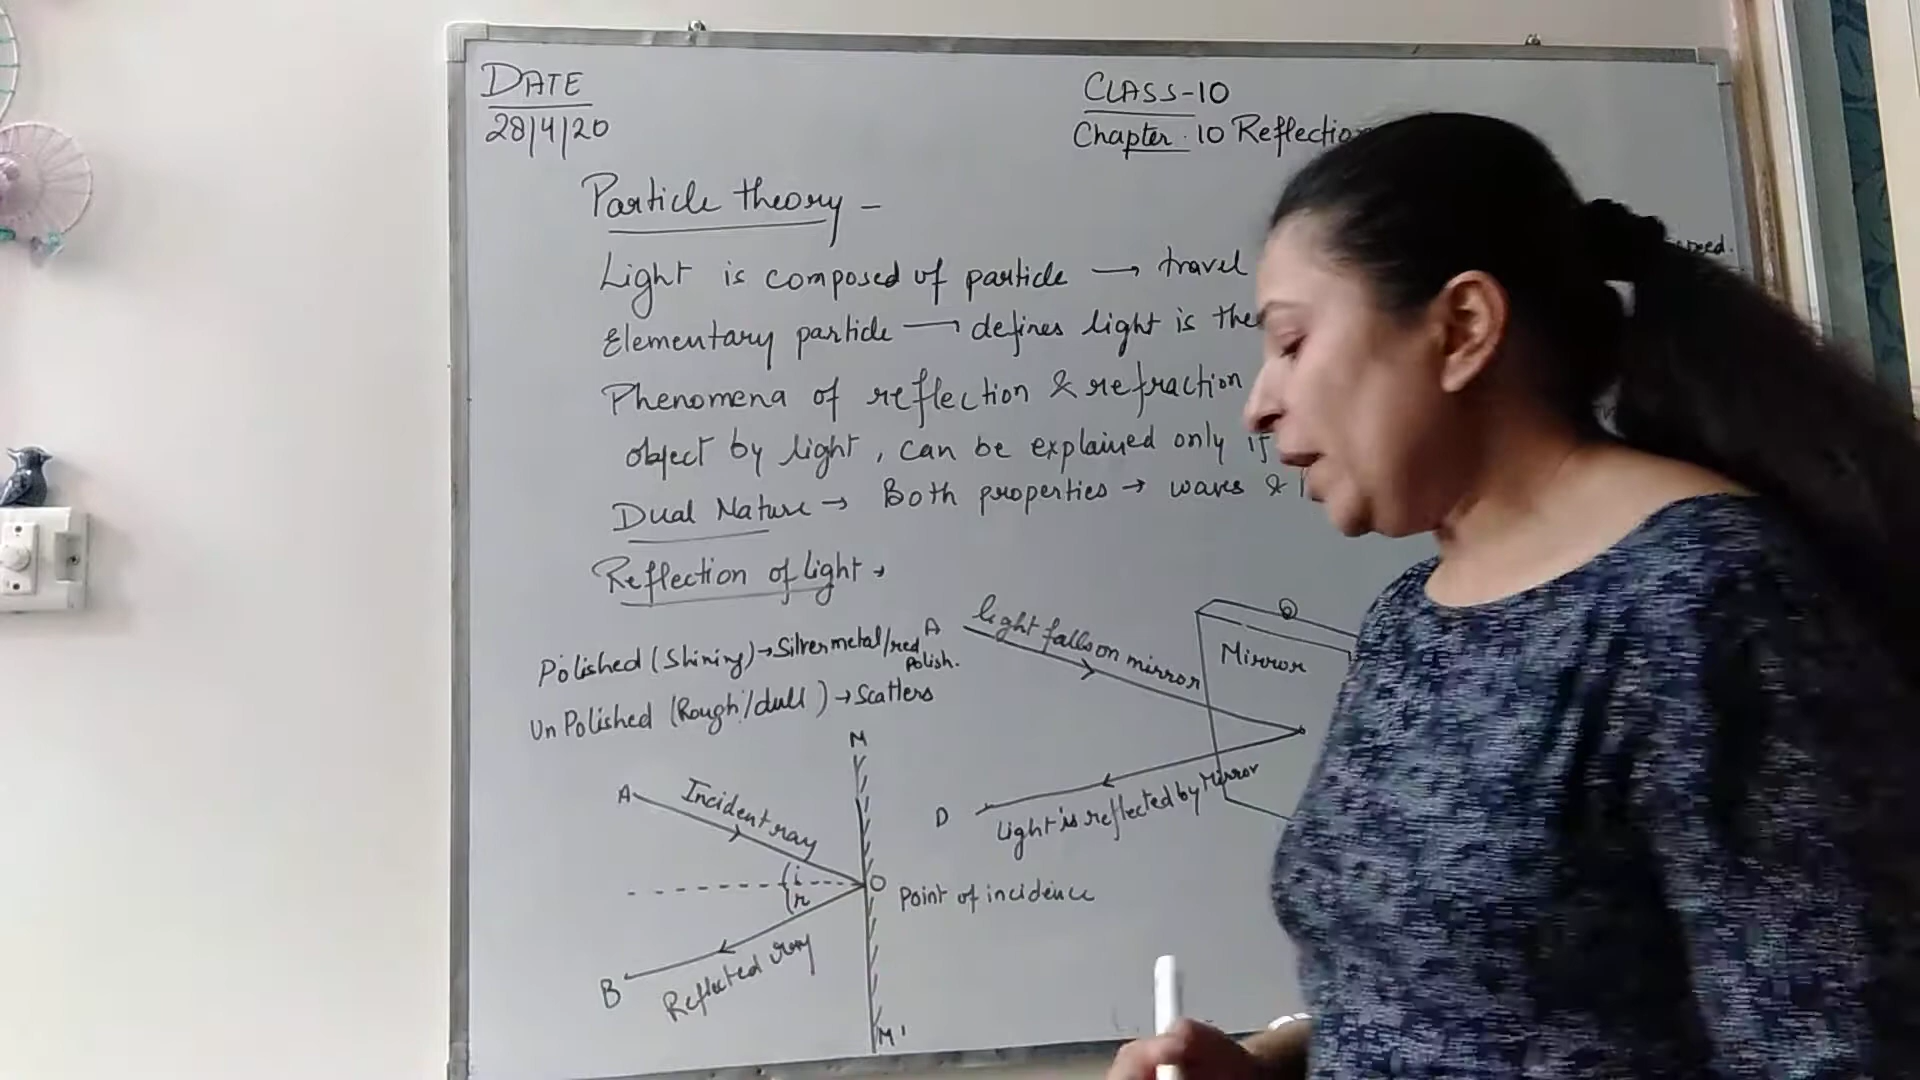 DATE
28/4/20
CLASS-10
Chapter. 10 Reflection
Particle theory -
Light is composed of particle → travel
speed.
Elementary particle → defines light is the
Phenomena of reflection & refraction
object by light, can be explained only if
Dual Nature → Both properties → waves &
Reflection of light →
Polished (Shining) → Silver metal/red
Polish.
UnPolished (Rough/dull) → Scatters
A
light falls on mirror
Mirror
D
Light is reflected by Mirror
M
A
Incident ray
i
r
O
Point of incidence
B
Reflected ray
M'